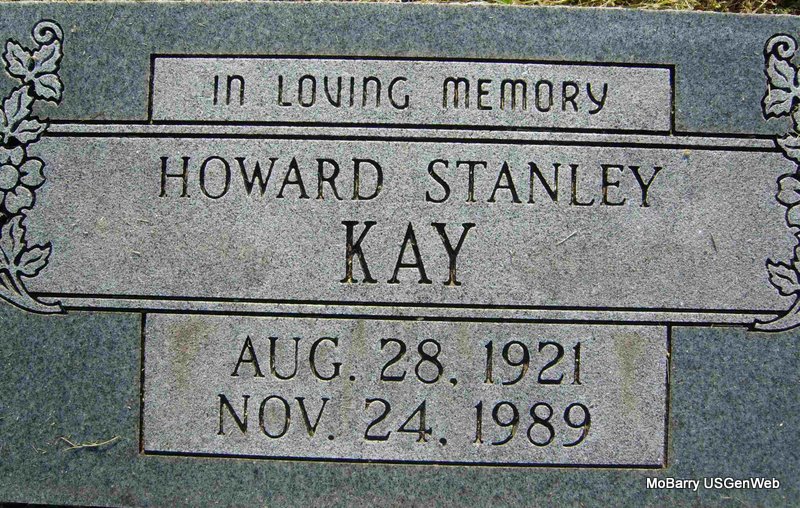 IN LOVING MEMORY
HOWARD STANLEY
KAY
AUG. 28, 1921
NOV. 24, 1989
MoBarry USGenWeb